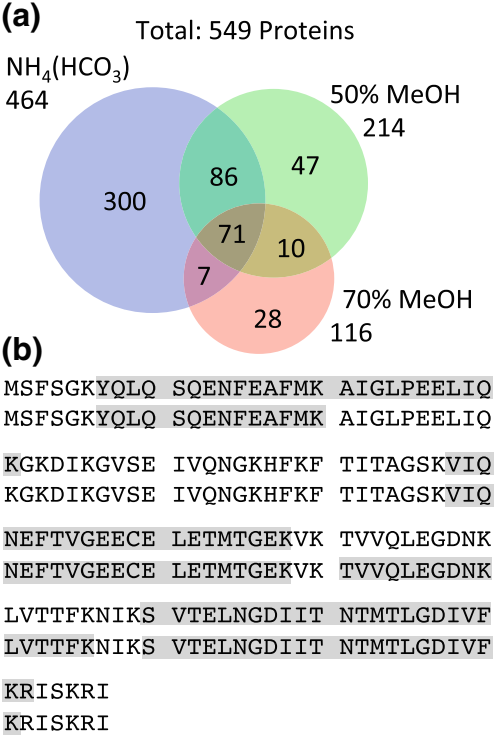 (a)
Total: 549 Proteins
NH4(HCO3)
464
50% MeOH
214
300
86
47
71
10
7
28
70% MeOH
116
(b)
MSFSGKYQLQ SQENFEAFMK AIGLPEELIQ
MSFSGKYQLQ SQENFEAFMK AIGLPEELIQ
KGKDIKGVSE IVQNGKHFKF TITAGSKVIQ
KGKDIKGVSE IVQNGKHFKF TITAGSKVIQ
NEFTVGEECE LETMTGEKVK TVVQLEGDNK
NEFTVGEECE LETMTGEKVK TVVQLEGDNK
LVTTFKNIKS VTELNGDIIT NTMTLGDIVF
LVTTFKNIKS VTELNGDIIT NTMTLGDIVF
KRISKRI
KRISKRI